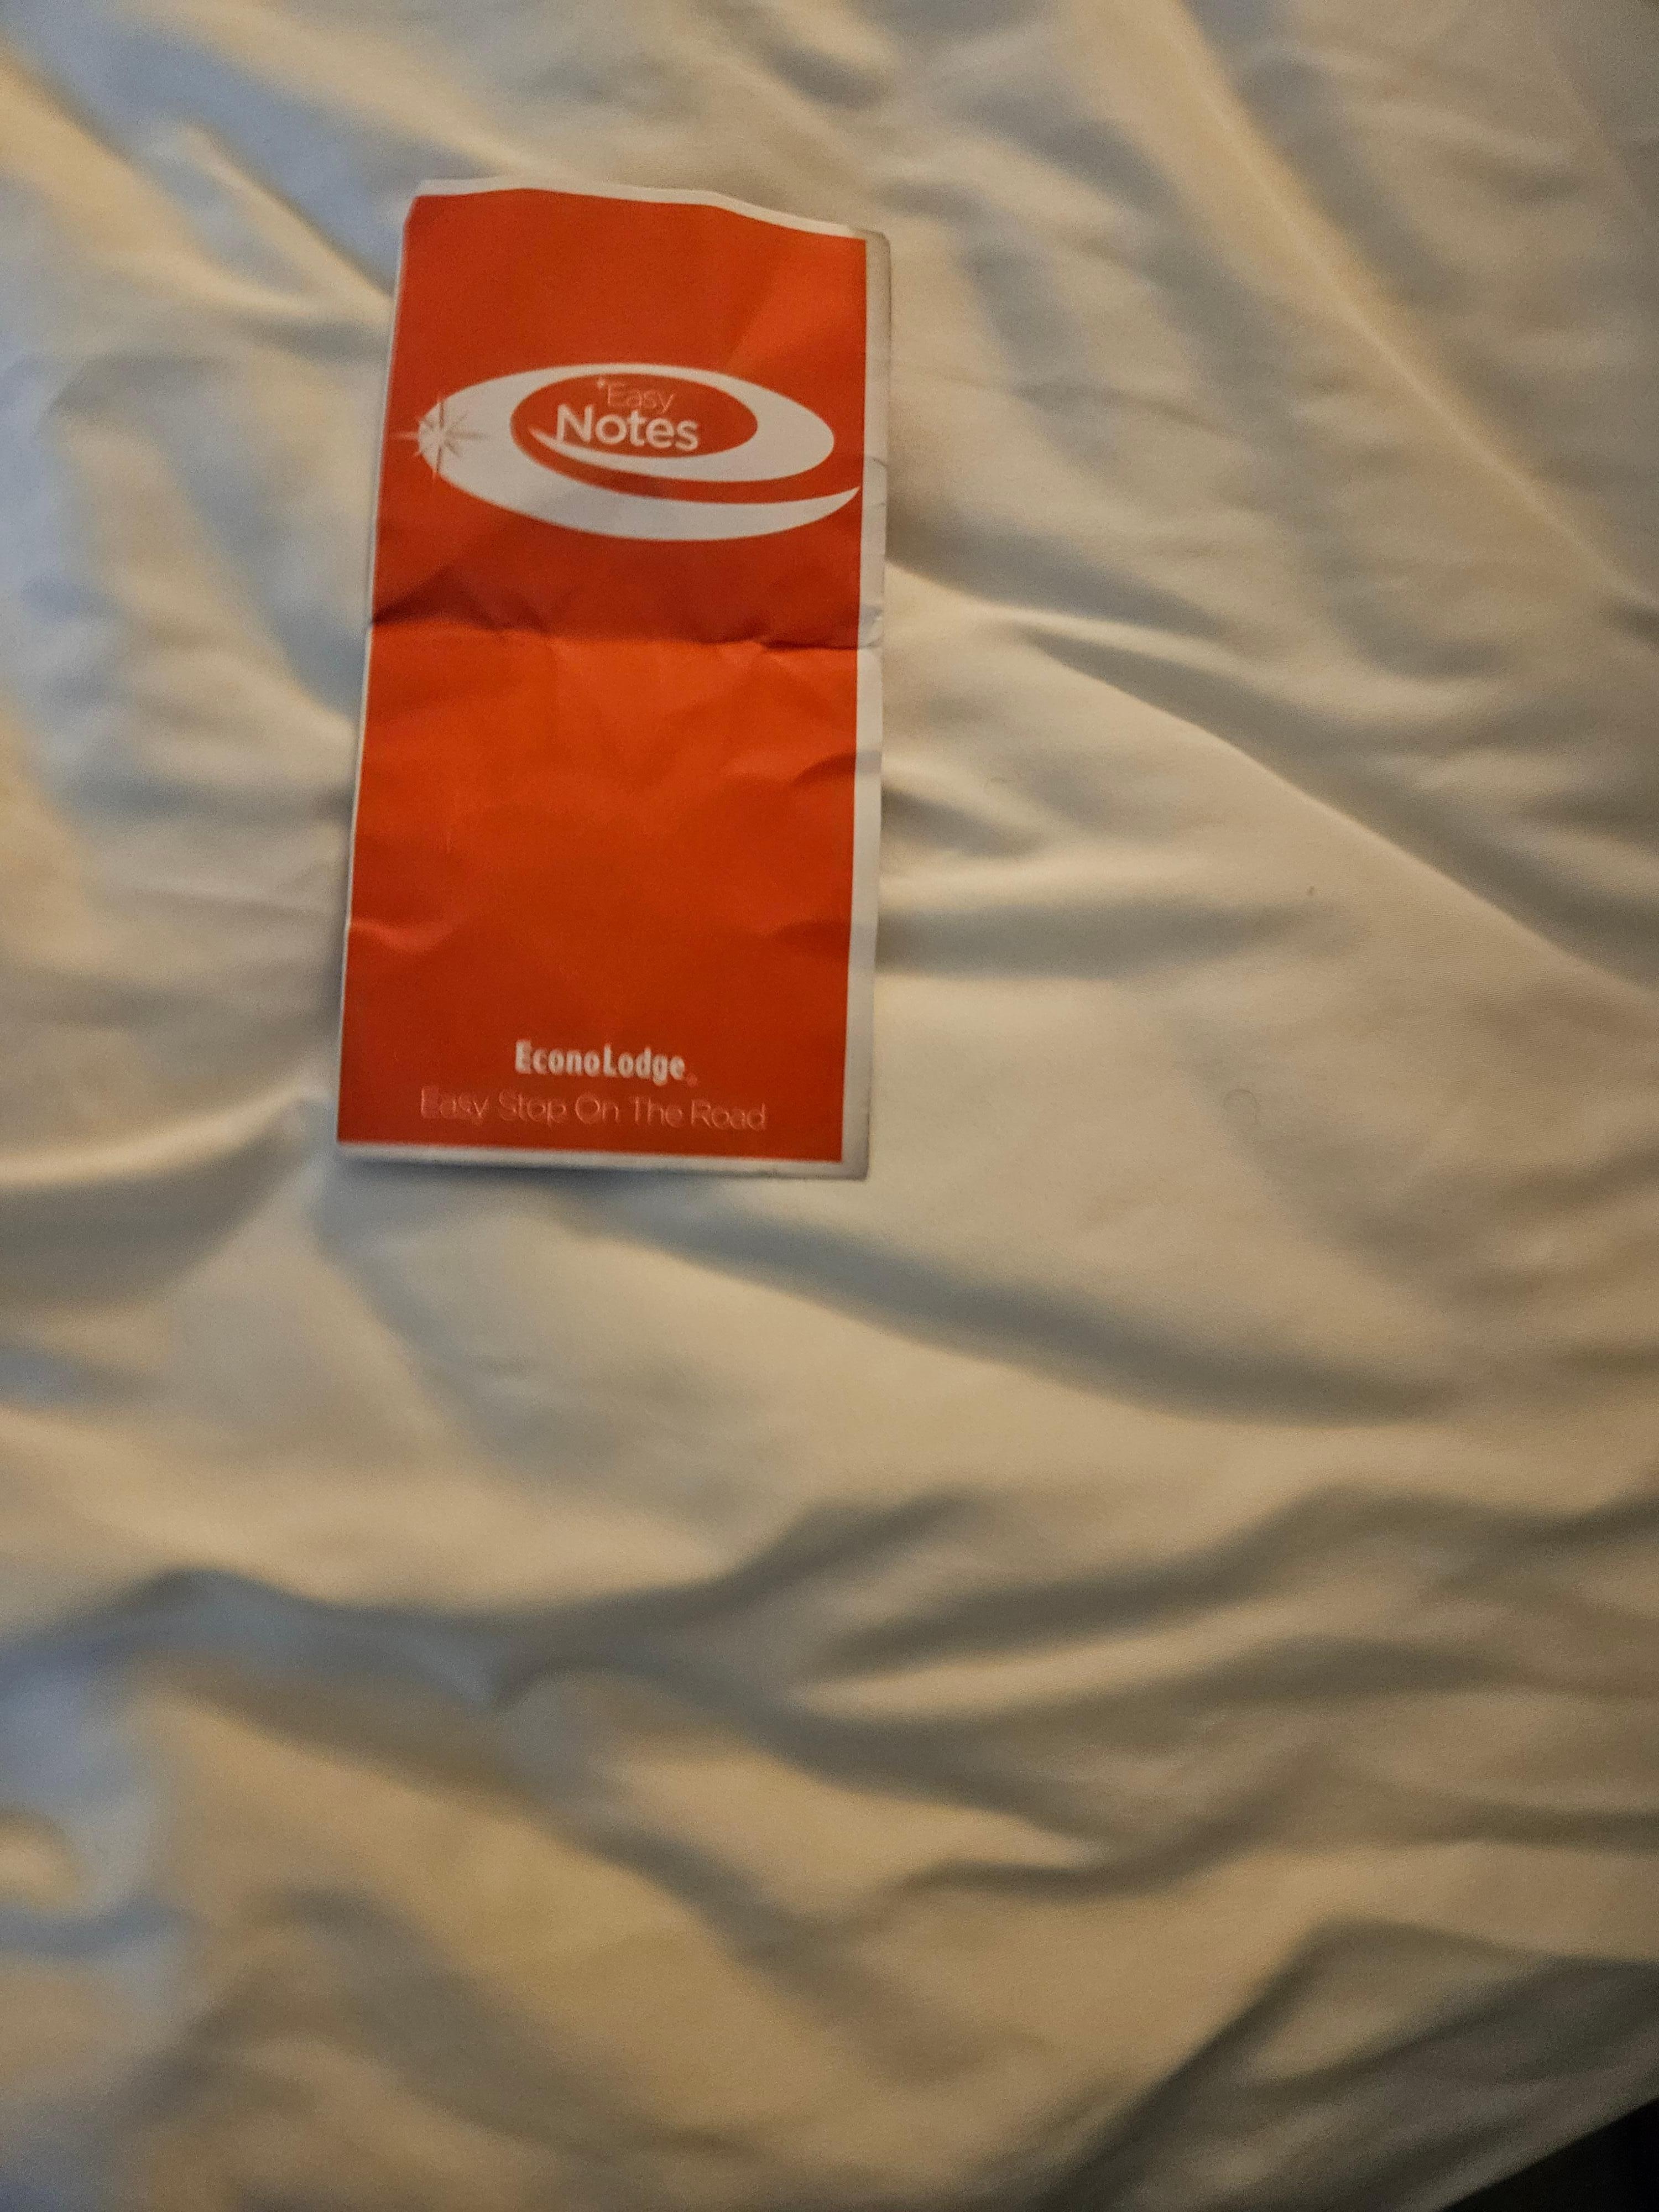 Easy
Notes
EconoLodge®
Easy Stop On The Road